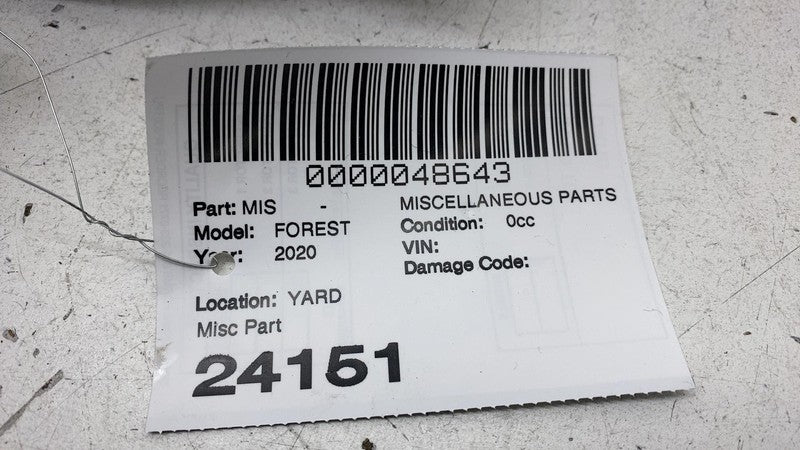 0000048643
Part: MIS - MISCELLANEOUS PARTS
Model: FOREST Condition: 0cc
Year: 2020 VIN:
Damage Code:
Location: YARD
Misc Part
24151